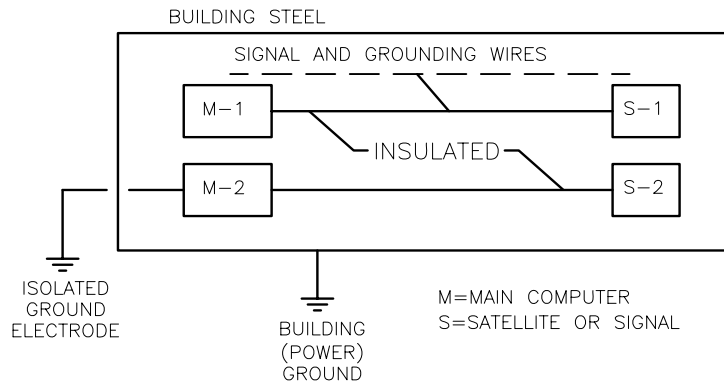 BUILDING STEEL
SIGNAL AND GROUNDING WIRES
M-1
S-1
INSULATED
M-2
S-2
ISOLATED
GROUND
ELECTRODE
BUILDING
(POWER)
GROUND
M=MAIN COMPUTER
S=SATELLITE OR SIGNAL